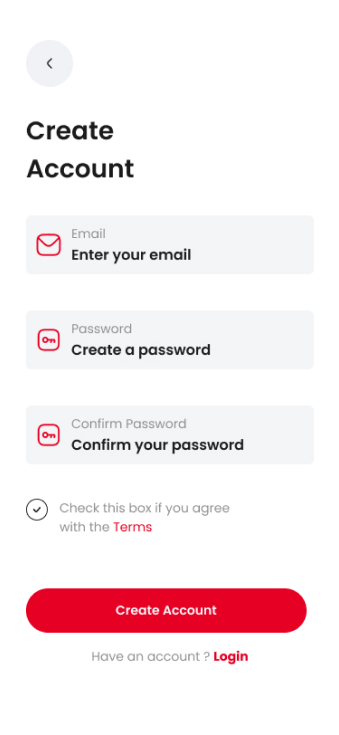 Create
Account
Email
Enter your email
Password
Create a password
Confirm Password
Confirm your password
Check this box if you agree
with the Terms
Create Account
Have an account ? Login